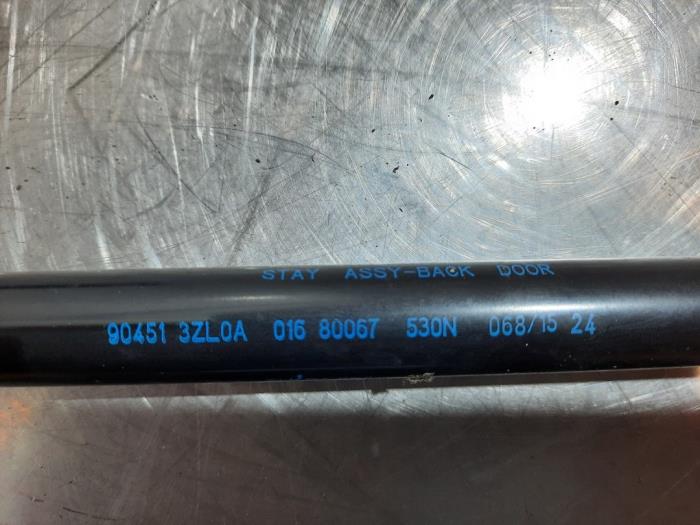 STAY ASSY-BACK DOOR
90451 3ZL0A 016 80067 530N 068/15 24